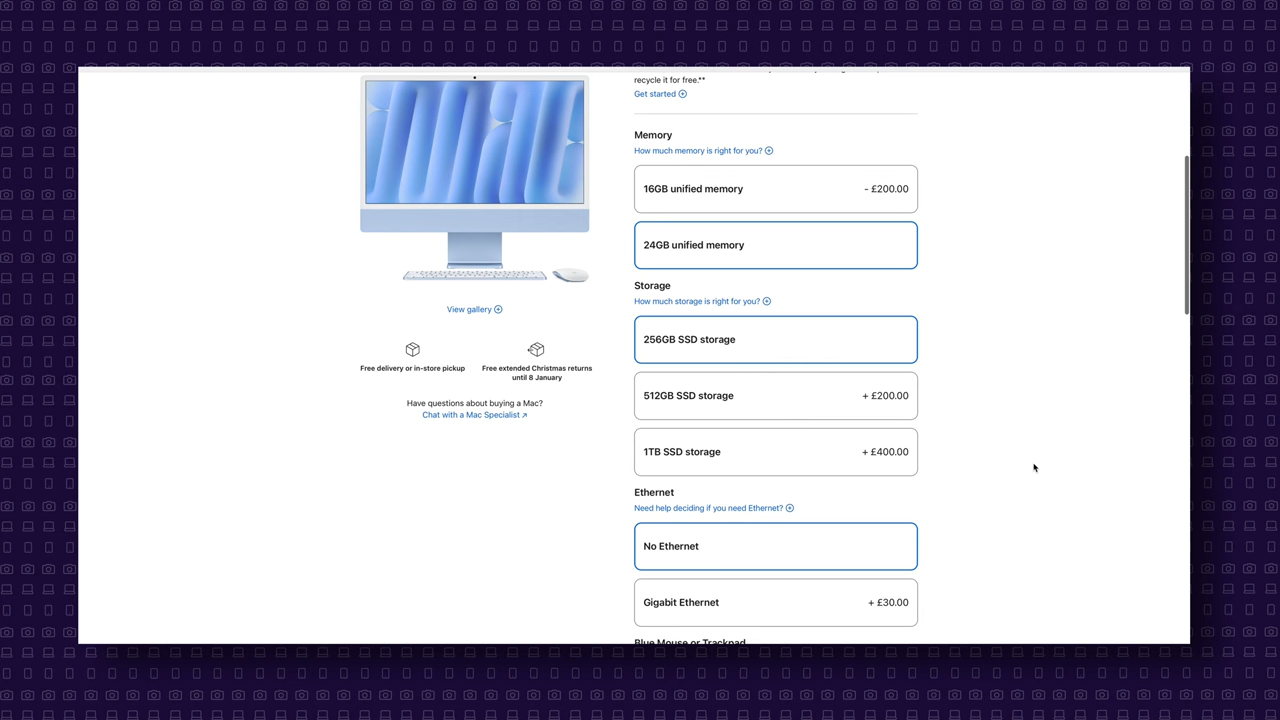 recycle it for free.**
Get started
Memory
How much memory is right for you?
16GB unified memory - £200.00
24GB unified memory
Storage
How much storage is right for you?
256GB SSD storage
512GB SSD storage + £200.00
1TB SSD storage + £400.00
Ethernet
Need help deciding if you need Ethernet?
No Ethernet
Gigabit Ethernet + £30.00
Blue Mouse or Trackpad
View gallery
Free delivery or in-store pickup
Free extended Christmas returns
until 8 January
Have questions about buying a Mac?
Chat with a Mac Specialist ↗